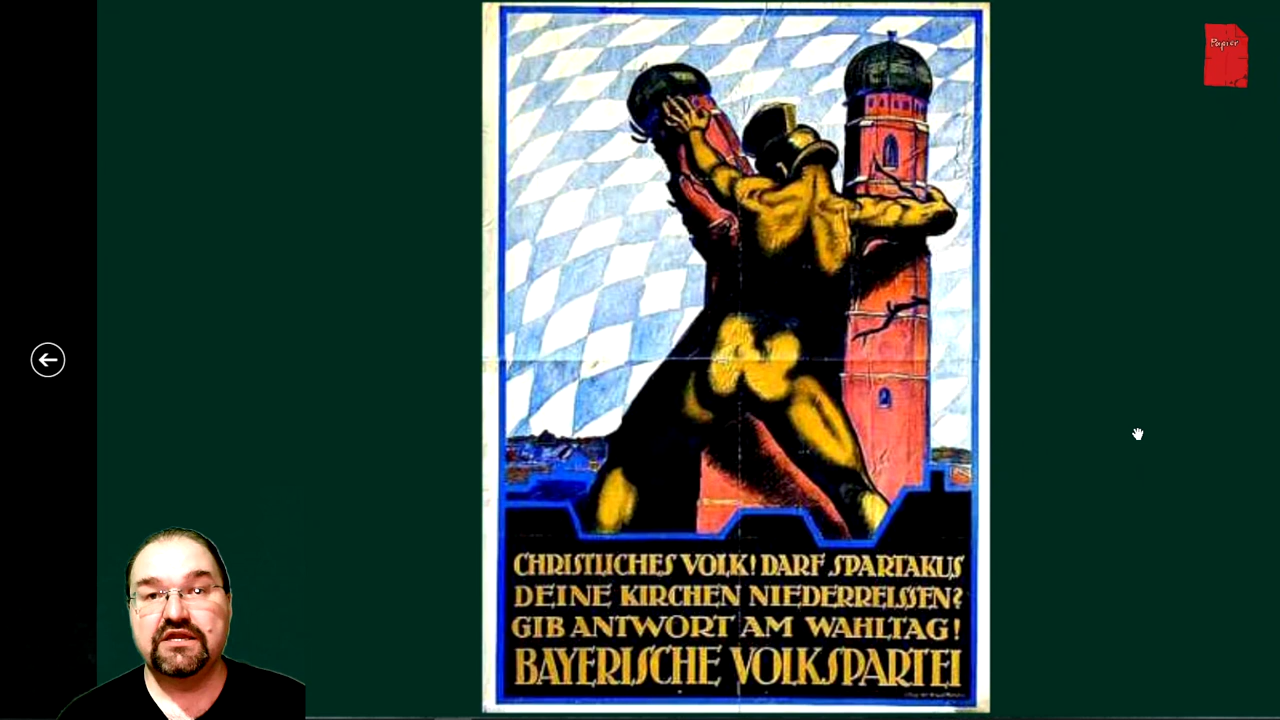 Papier
CHRISTLICHES VOLK! DARF SPARTAKUS
DEINE KIRCHEN NIEDERREISSEN?
GIB ANTWORT AM WAHLTAG!
BAYERISCHE VOLKSPARTEI